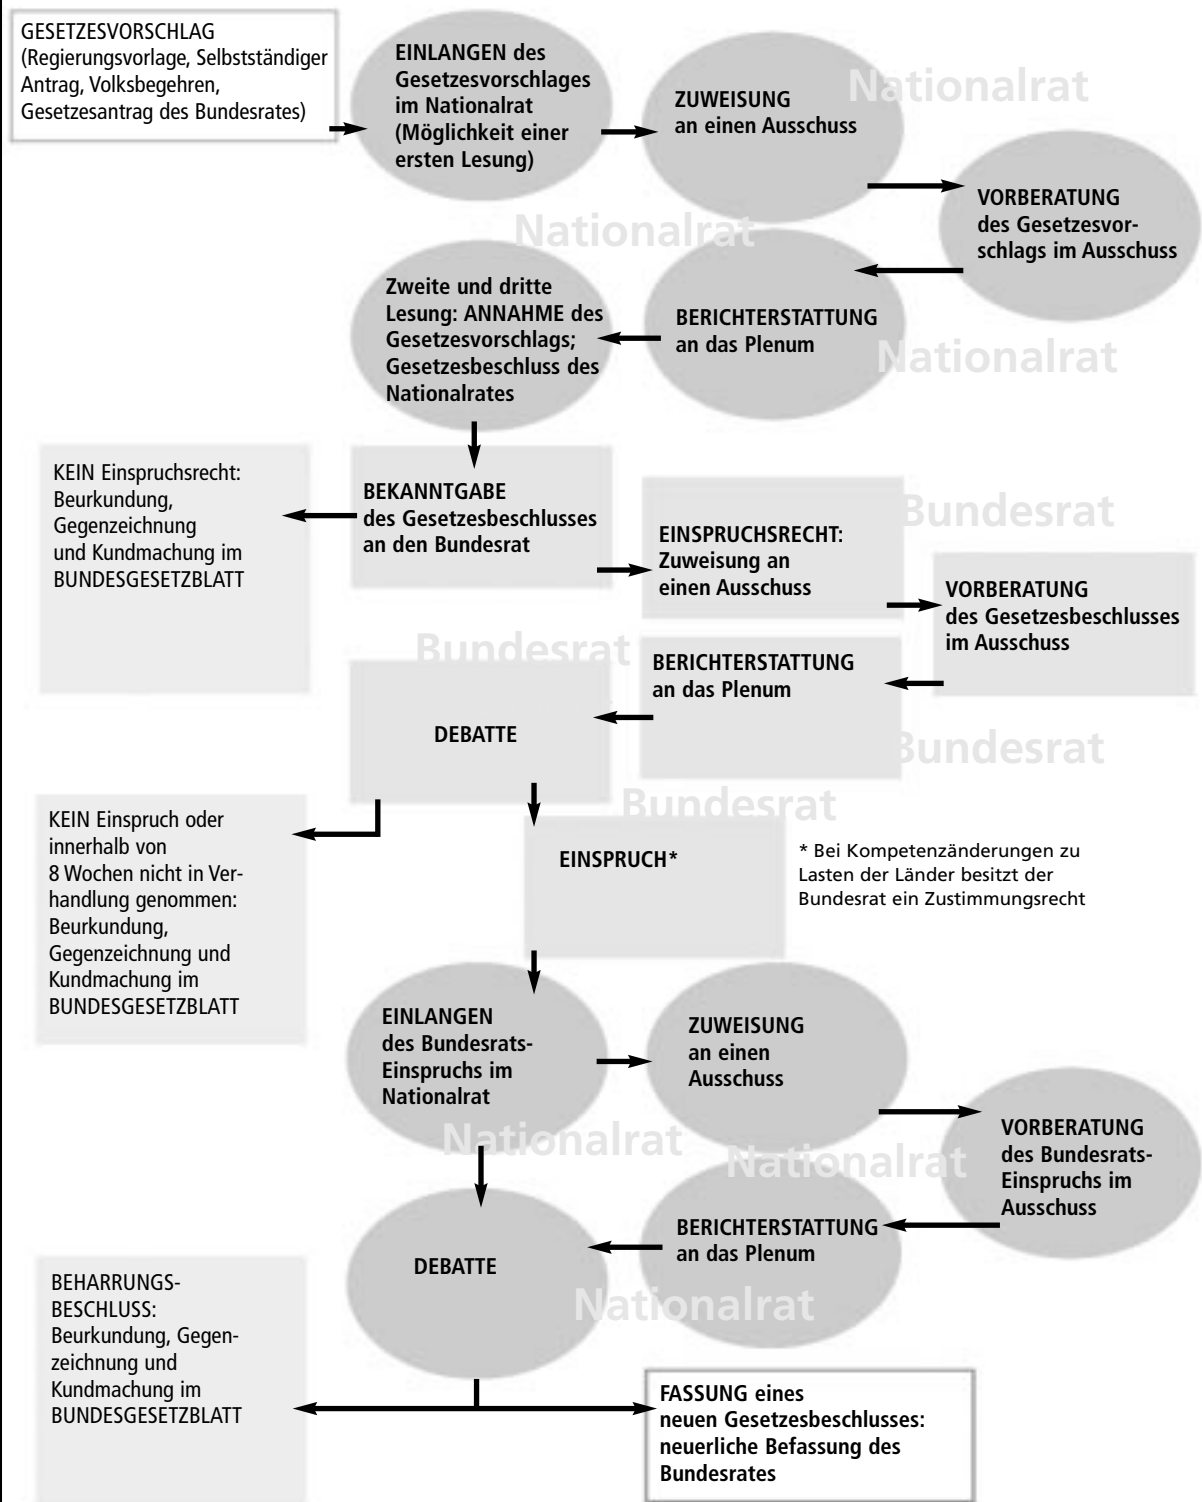 GESETZESVORSCHLAG
(Regierungsvorlage, Selbstständiger
Antrag, Volksbegehren,
Gesetzesantrag des Bundesrates)
EINLANGEN des
Gesetzesvorschlages
im Nationalrat
(Möglichkeit einer
ersten Lesung)
ZUWEISUNG
an einen Ausschuss
Nationalrat
VORBERATUNG
des Gesetzesvor-
schlags im Ausschuss
Nationalrat
BERICHTERSTATTUNG
an das Plenum
Nationalrat
Zweite und dritte
Lesung: ANNAHME des
Gesetzesvorschlags;
Gesetzesbeschluss des
Nationalrates
BEKANNTGABE
des Gesetzesbeschlusses
an den Bundesrat
KEIN Einspruchsrecht:
Beurkundung,
Gegenzeichnung
und Kundmachung im
BUNDESGESETZBLATT
EINSPRUCHSRECHT:
Zuweisung an
einen Ausschuss
Bundesrat
VORBERATUNG
des Gesetzesbeschlusses
im Ausschuss
Bundesrat
BERICHTERSTATTUNG
an das Plenum
Bundesrat
DEBATTE
Bundesrat
KEIN Einspruch oder
innerhalb von
8 Wochen nicht in Ver-
handlung genommen:
Beurkundung,
Gegenzeichnung und
Kundmachung im
BUNDESGESETZBLATT
EINSPRUCH*
* Bei Kompetenzänderungen zu
Lasten der Länder besitzt der
Bundesrat ein Zustimmungsrecht
EINLANGEN
des Bundesrats-
Einspruchs im
Nationalrat
ZUWEISUNG
an einen
Ausschuss
Nationalrat
Nationalrat
VORBERATUNG
des Bundesrats-
Einspruchs im
Ausschuss
BERICHTERSTATTUNG
an das Plenum
DEBATTE
Nationalrat
BEHARRUNGS-
BESCHLUSS:
Beurkundung, Gegen-
zeichnung und
Kundmachung im
BUNDESGESETZBLATT
FASSUNG eines
neuen Gesetzesbeschlusses:
neuerliche Befassung des
Bundesrates